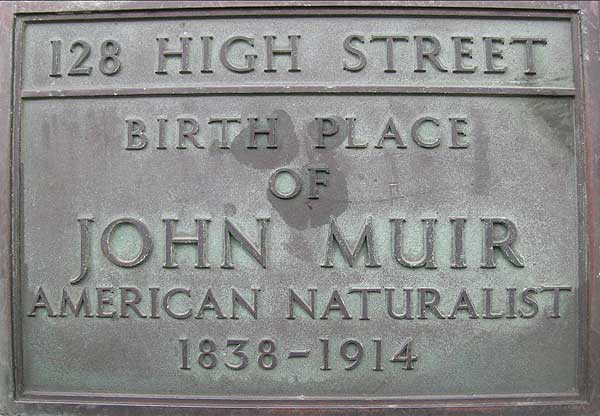 128 HIGH STREET
BIRTH PLACE
OF
JOHN MUIR
AMERICAN NATURALIST
1838-1914